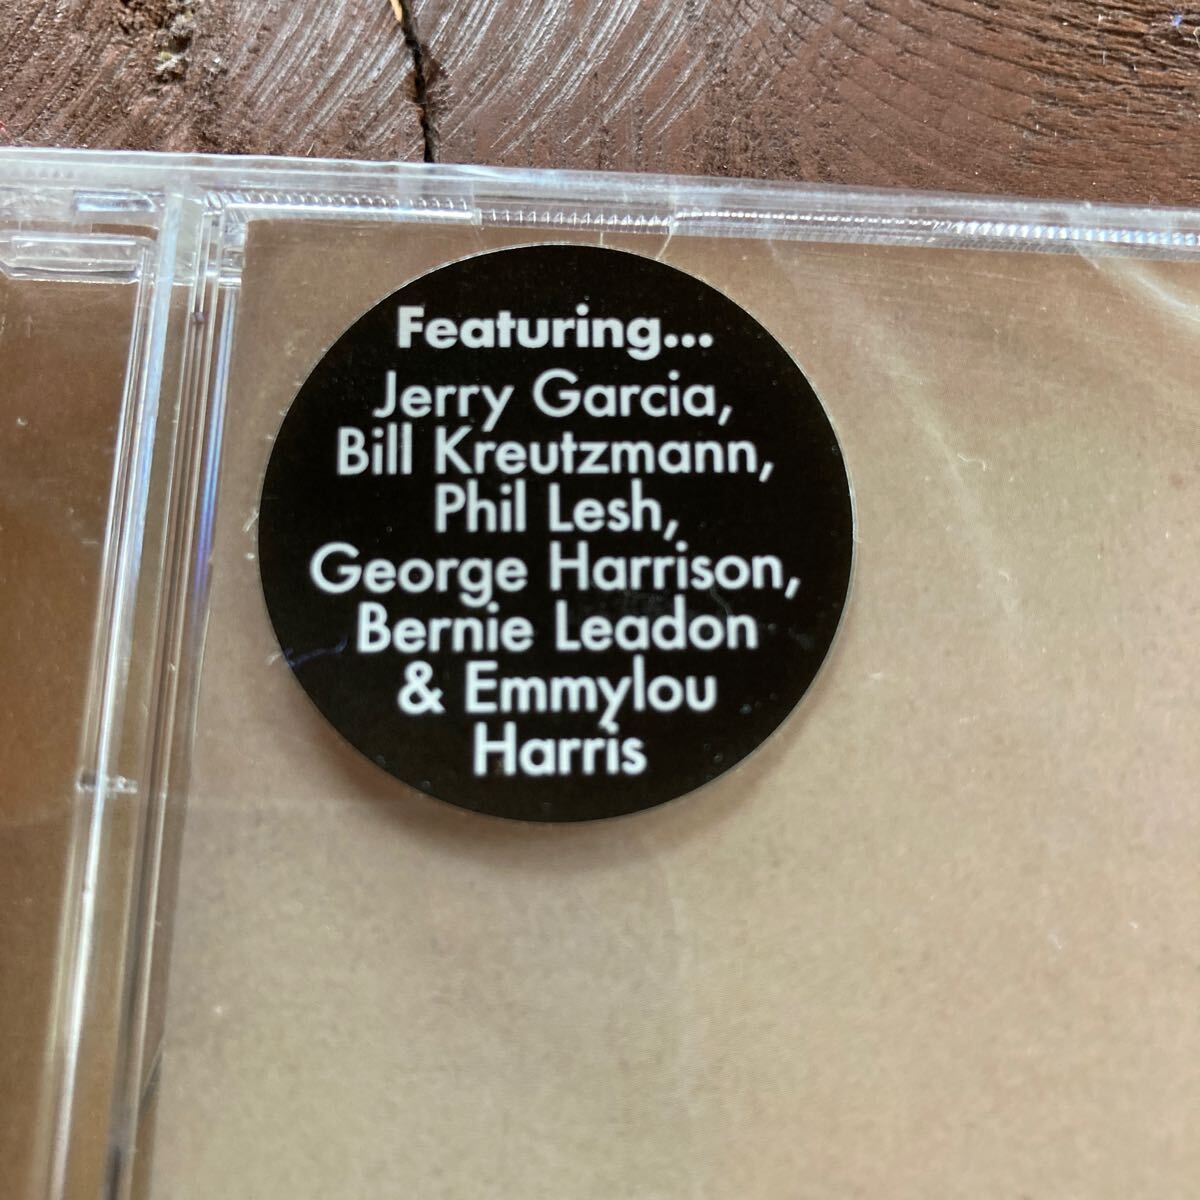 Featuring...
Jerry Garcia,
Bill Kreutzmann,
Phil Lesh,
George Harrison,
Bernie Leadon
& Emmylou
Harris